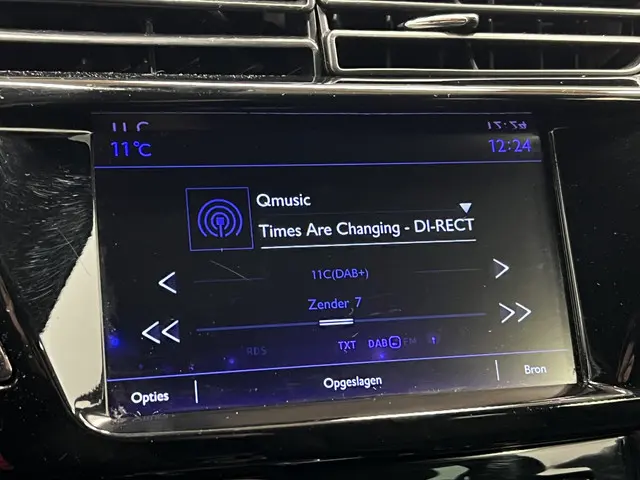 11°C 12:24
Qmusic
Times Are Changing - DI-RECT
11C(DAB+)
Zender 7
RDS TXT DAB FM
Opties Opgeslagen Bron